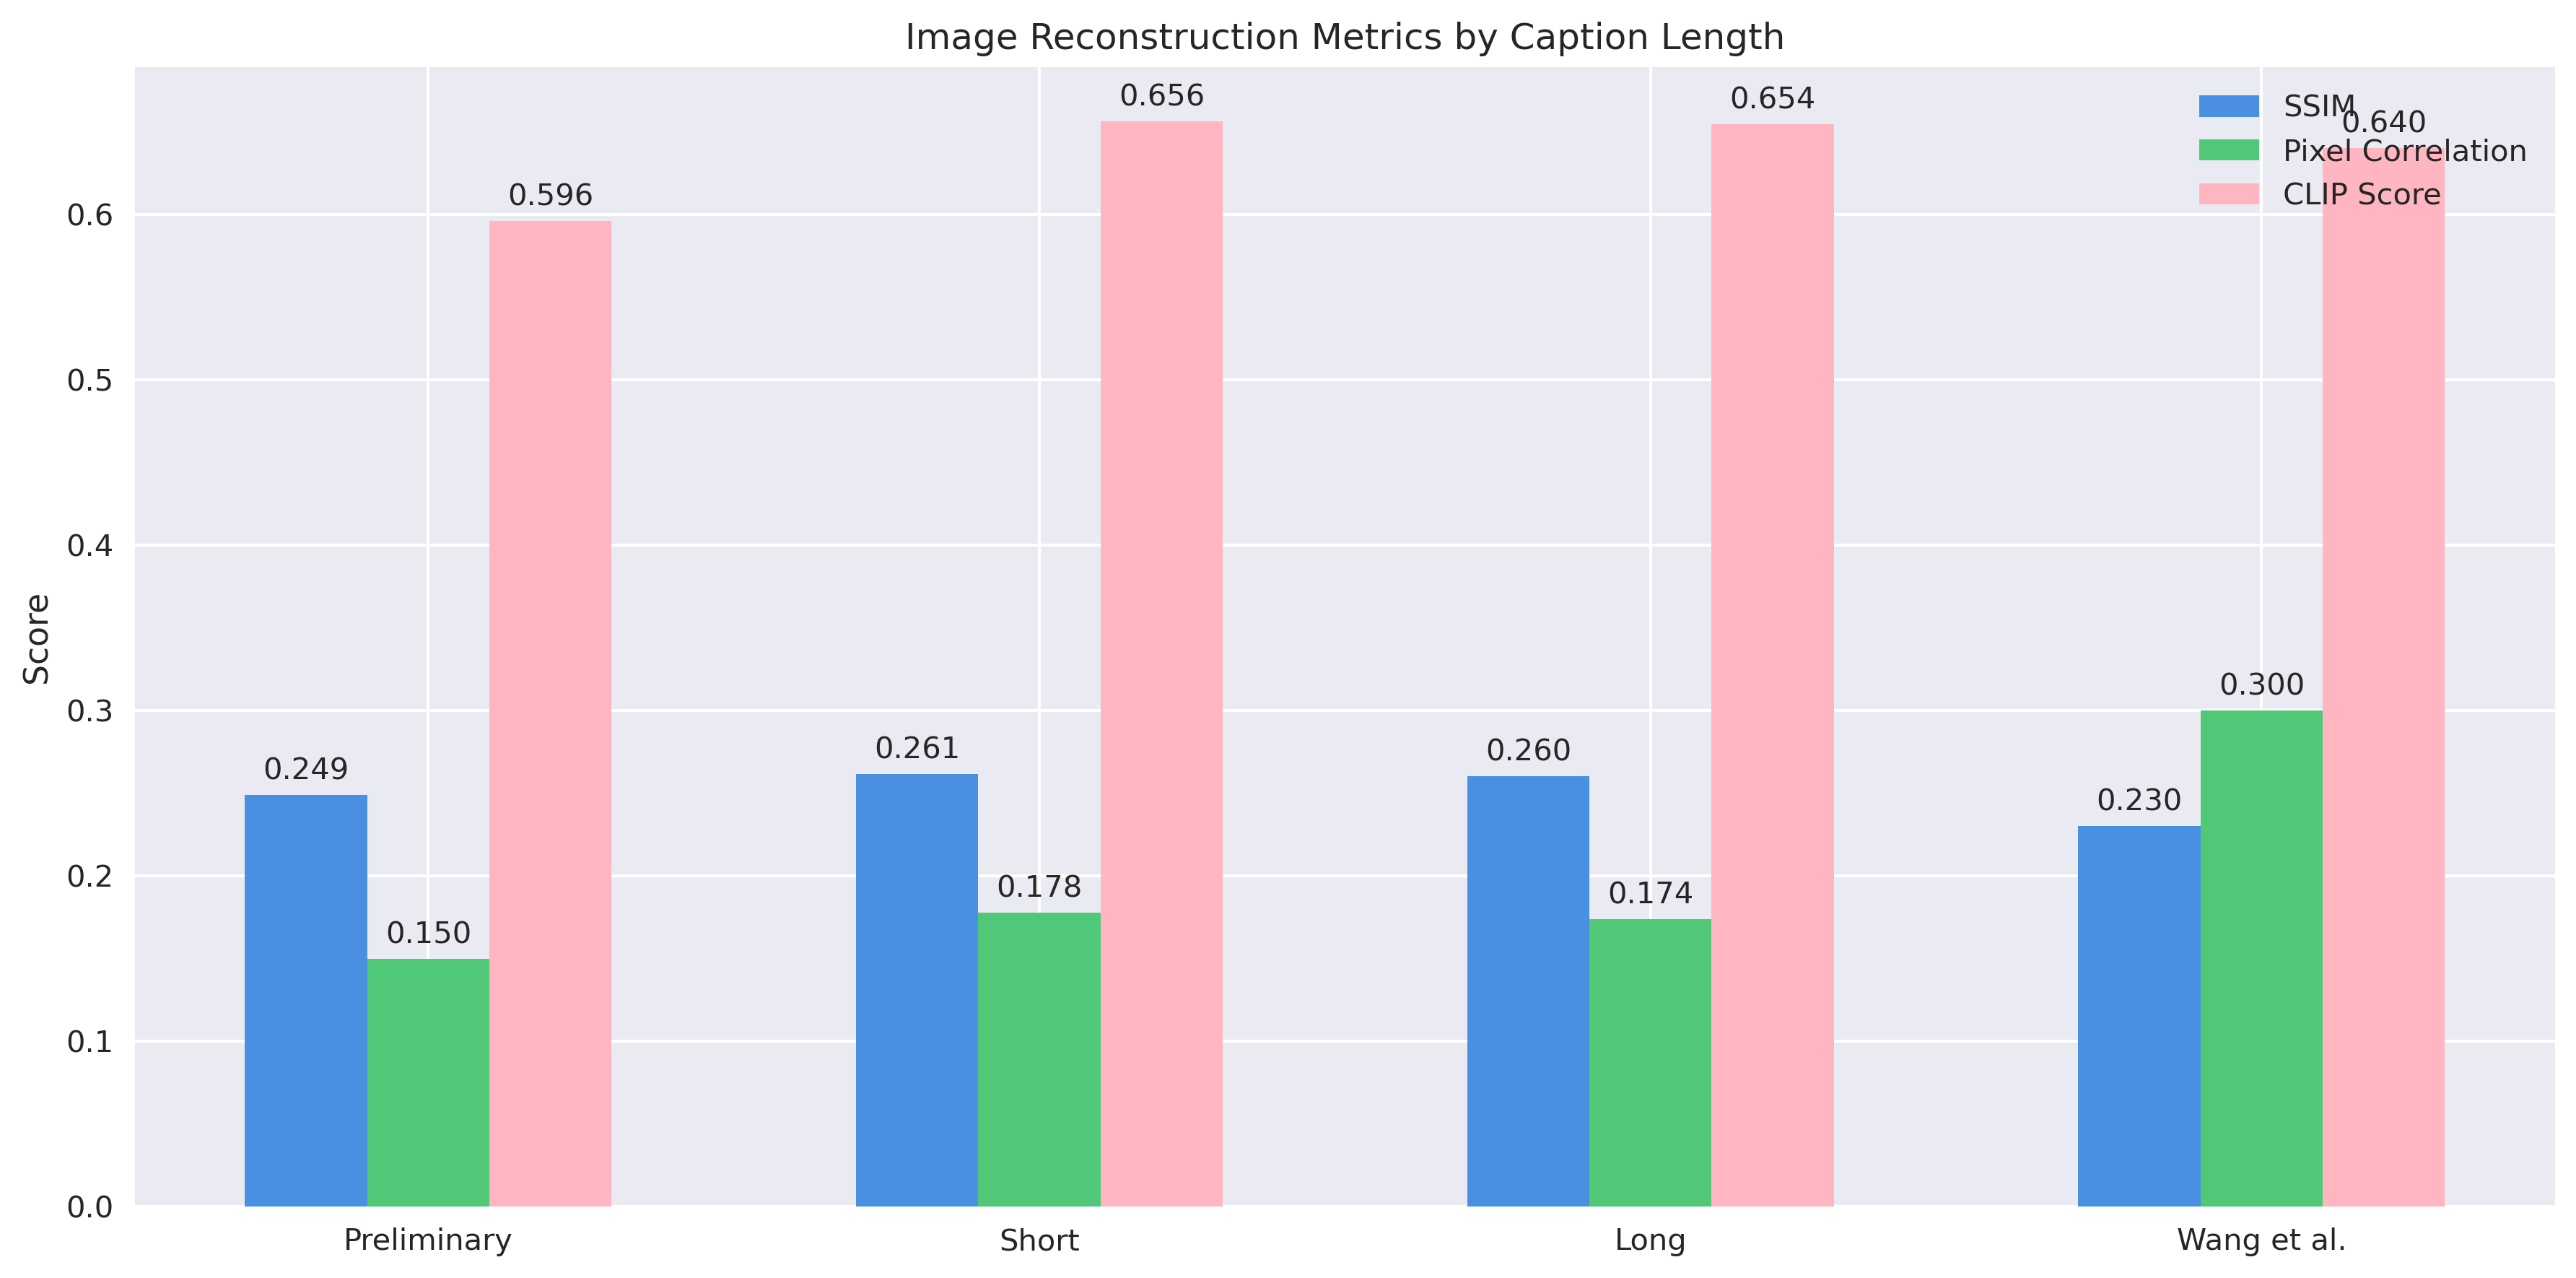 Image Reconstruction Metrics by Caption Length
SSIM
Pixel Correlation
CLIP Score
Score
0.6
0.5
0.4
0.3
0.2
0.1
0.0
0.249
0.150
0.596
0.261
0.178
0.656
0.260
0.174
0.654
0.230
0.300
0.640
Preliminary
Short
Long
Wang et al.